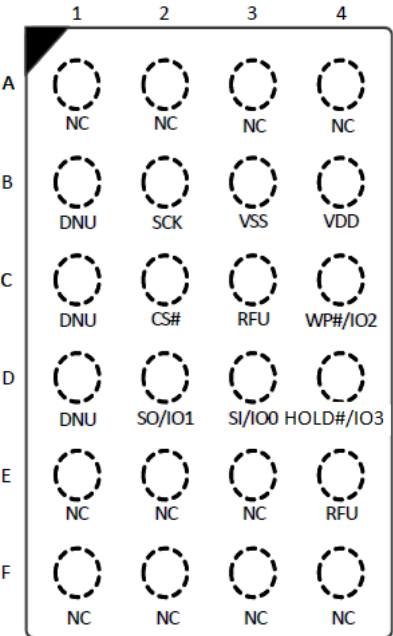 1 2 3 4
A
NC NC NC NC
B
DNU SCK VSS VDD
C
DNU CS# RFU WP#/IO2
D
DNU SO/IO1 SI/IO0 HOLD#/IO3
E
NC NC NC RFU
F
NC NC NC NC